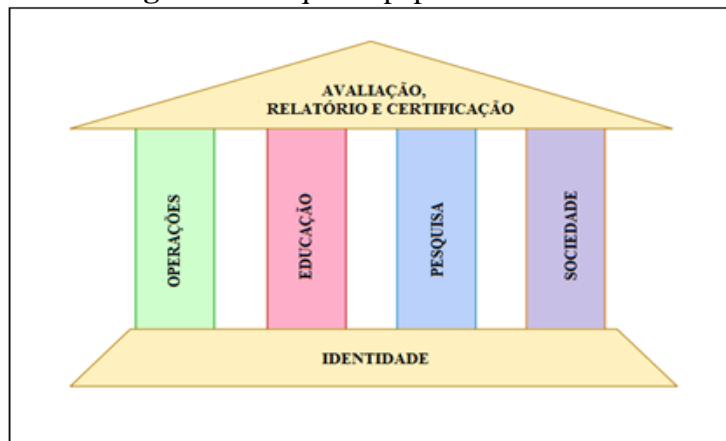 AVALIAÇÃO,
RELATÓRIO E CERTIFICAÇÃO
OPERAÇÕES
EDUCAÇÃO
PESQUISA
SOCIEDADE
IDENTIDADE